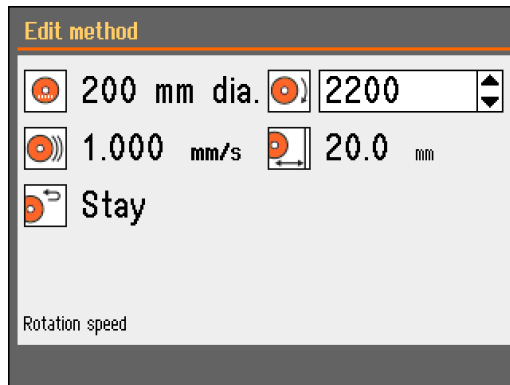 Edit method
200 mm dia. 2200
1.000 mm/s 20.0 mm
Stay
Rotation speed